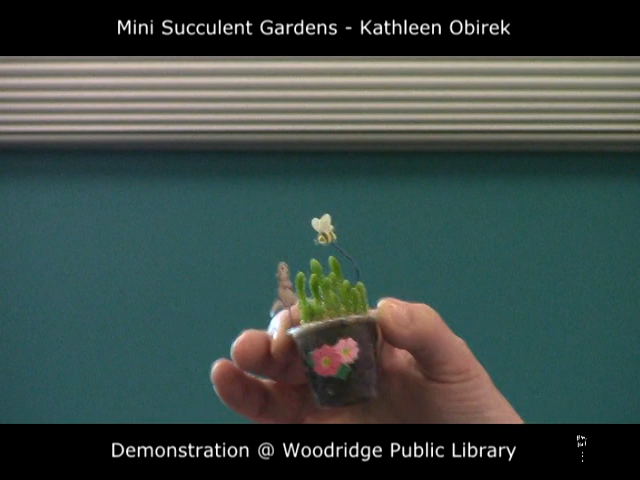 Mini Succulent Gardens - Kathleen Obirek
Demonstration @ Woodridge Public Library